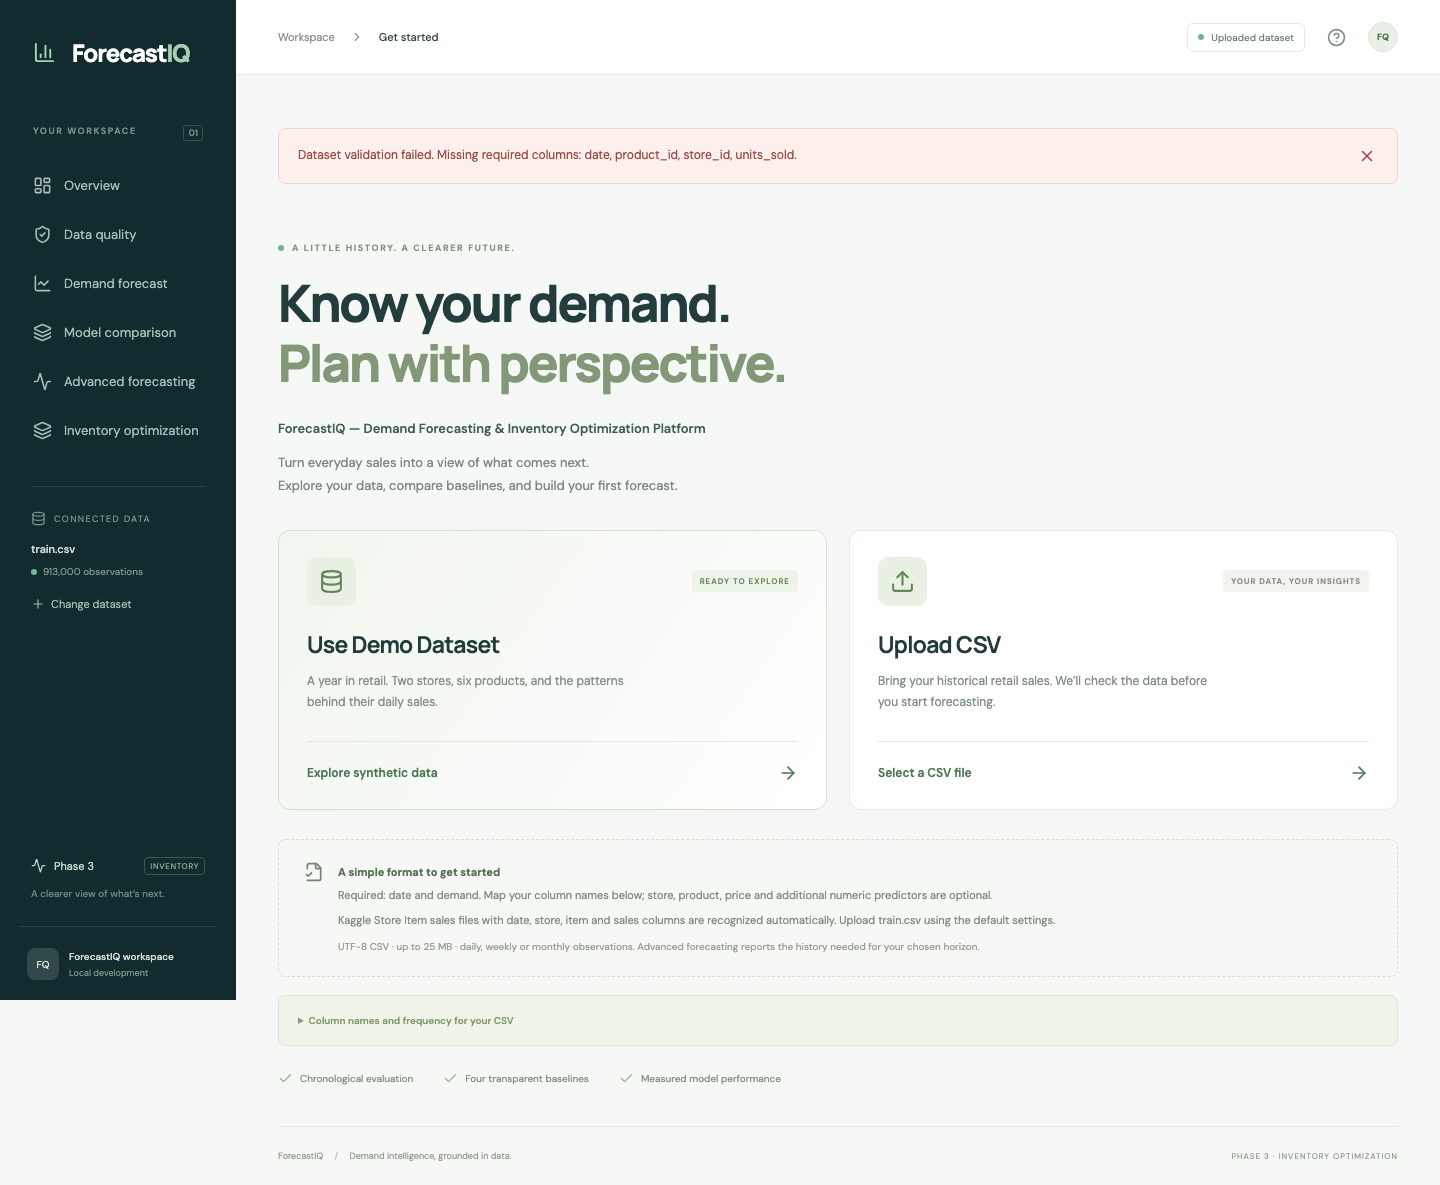 ForecastIQ
YOUR WORKSPACE
01
Overview
Data quality
Demand forecast
Model comparison
Advanced forecasting
Inventory optimization
CONNECTED DATA
train.csv
913,000 observations
Change dataset
Phase 3
INVENTORY
A clearer view of what's next.
FQ
ForecastIQ workspace
Local development
Workspace
Get started
Uploaded dataset
FQ
Dataset validation failed. Missing required columns: date, product_id, store_id, units_sold.
A LITTLE HISTORY. A CLEARER FUTURE.
Know your demand.
Plan with perspective.
ForecastIQ — Demand Forecasting & Inventory Optimization Platform
Turn everyday sales into a view of what comes next.
Explore your data, compare baselines, and build your first forecast.
READY TO EXPLORE
Use Demo Dataset
A year in retail. Two stores, six products, and the patterns
behind their daily sales.
Explore synthetic data
YOUR DATA, YOUR INSIGHTS
Upload CSV
Bring your historical retail sales. We'll check the data before
you start forecasting.
Select a CSV file
A simple format to get started
Required: date and demand. Map your column names below; store, product, price and additional numeric predictors are optional.
Kaggle Store Item sales files with date, store, item and sales columns are recognized automatically. Upload train.csv using the default settings.
UTF-8 CSV · up to 25 MB · daily, weekly or monthly observations. Advanced forecasting reports the history needed for your chosen horizon.
Column names and frequency for your CSV
Chronological evaluation
Four transparent baselines
Measured model performance
ForecastIQ / Demand intelligence, grounded in data.
PHASE 3 · INVENTORY OPTIMIZATION